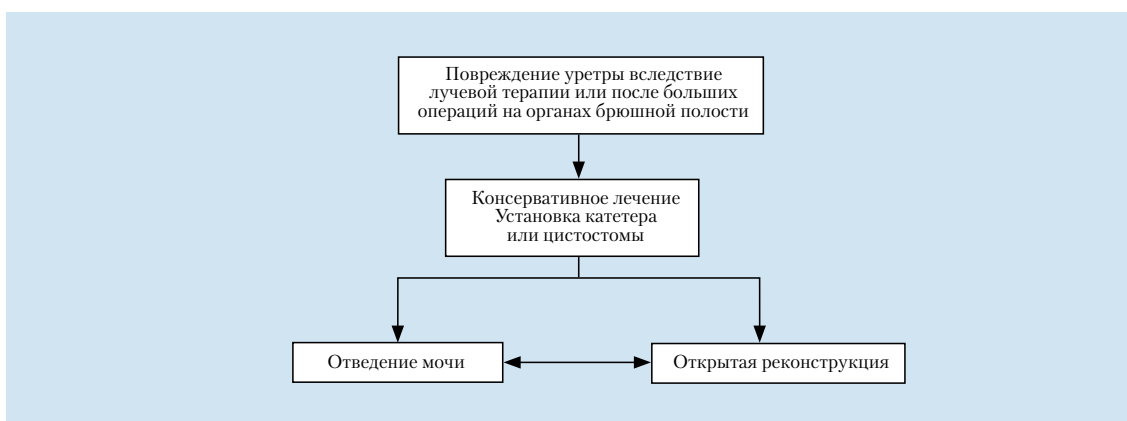 Повреждение уретры вследствие
лучевой терапии или после больших
операций на органах брюшной полости
Консервативное лечение
Установка катетера
или цистостомы
Отведение мочи
Открытая реконструкция